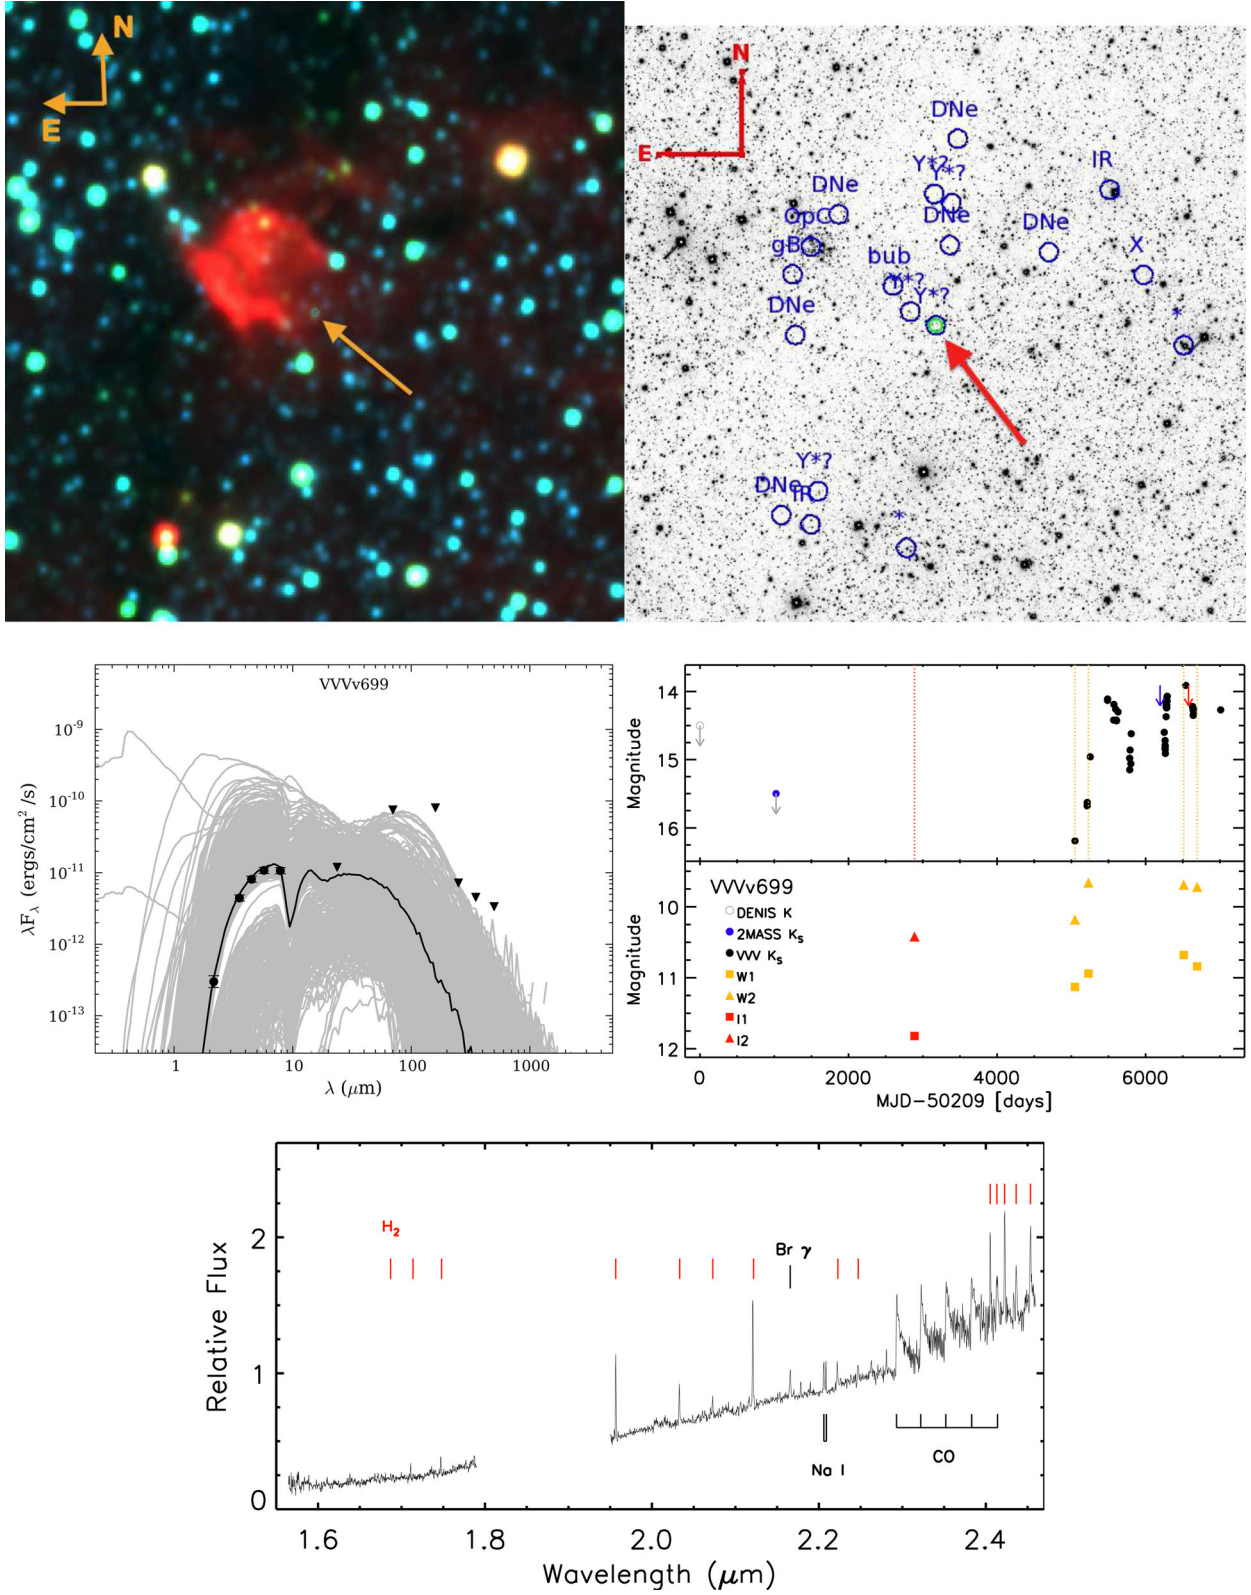 N
E
N
E
DNe
IR
Y*?
Y*?
DNe
OpC
DNe
DNe
gB
bub
X
Y*?
Y*?
DNe
*
Y*?
DNe
IR
*
VVVv699
10⁻⁹
10⁻¹⁰
10⁻¹¹
10⁻¹²
10⁻¹³
λF_λ (ergs/cm² /s)
1 10 100 1000
λ (μm)
14
15
16
Magnitude
10
11
12
Magnitude
VVVv699
DENIS K
2MASS Kₛ
VVV Kₛ
W1
W2
I1
I2
0 2000 4000 6000
MJD-50209 [days]
H₂
Br γ
Na I
CO
2
1
0
Relative Flux
1.6 1.8 2.0 2.2 2.4
Wavelength (μm)